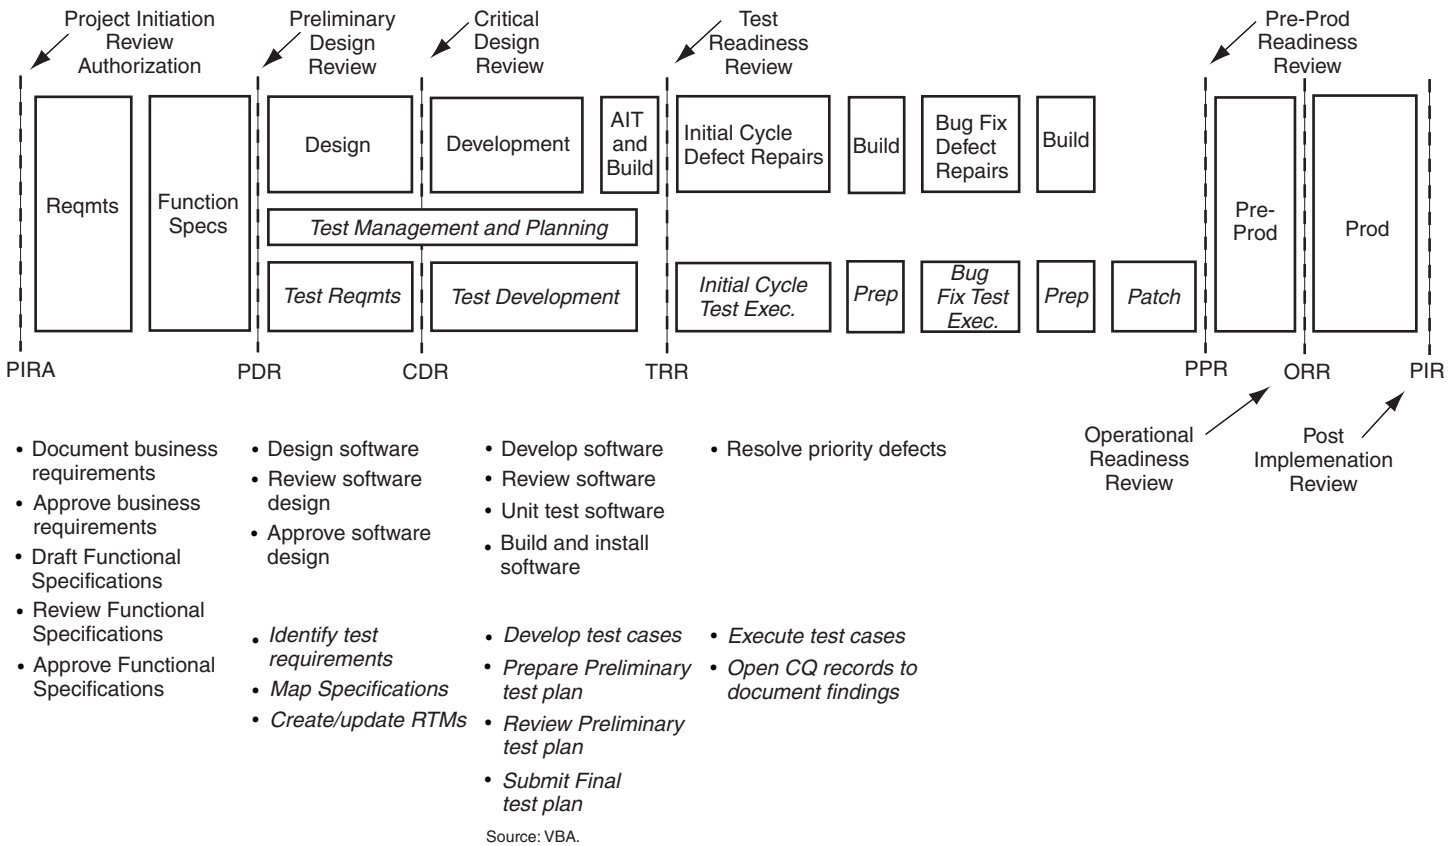 Project Initiation
Review
Authorization
Preliminary
Design
Review
Critical
Design
Review
Test
Readiness
Review
Pre-Prod
Readiness
Review
Reqmts
Function
Specs
Design
Development
AIT
and
Build
Initial Cycle
Defect Repairs
Build
Bug Fix
Defect
Repairs
Build
Pre-
Prod
Prod
Test Management and Planning
Test Reqmts
Test Development
Initial Cycle
Test Exec.
Prep
Bug
Fix Test
Exec.
Prep
Patch
PIRA
PDR
CDR
TRR
PPR
ORR
PIR
Operational
Readiness
Review
Post
Implemenation
Review
• Document business
requirements
• Approve business
requirements
• Draft Functional
Specifications
• Review Functional
Specifications
• Approve Functional
Specifications
• Design software
• Review software
design
• Approve software
design
• Identify test
requirements
• Map Specifications
• Create/update RTMs
• Develop software
• Review software
• Unit test software
• Build and install
software
• Develop test cases
• Prepare Preliminary
test plan
• Review Preliminary
test plan
• Submit Final
test plan
• Resolve priority defects
• Execute test cases
• Open CQ records to
document findings
Source: VBA.